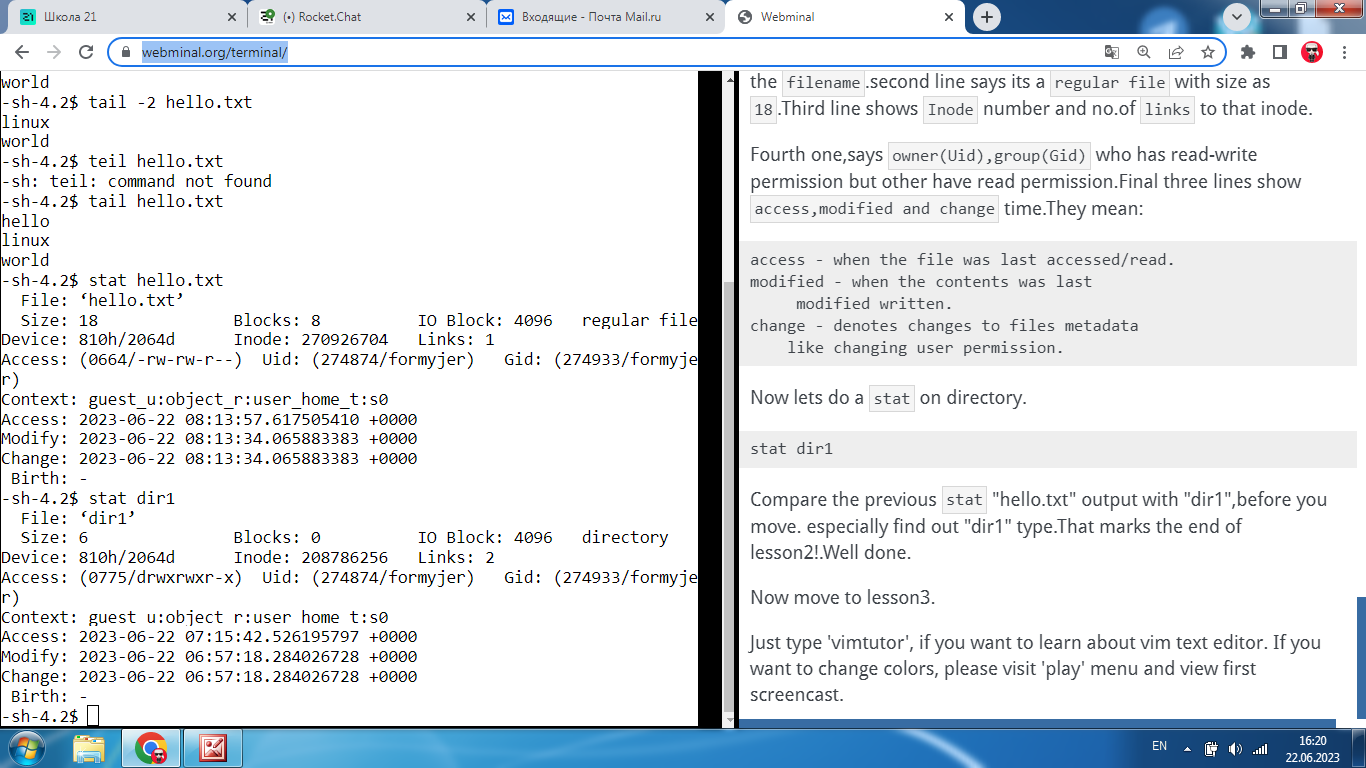 Школа 21
(•) Rocket.Chat
Входящие - Почта Mail.ru
Webminal
webminal.org/terminal/
world
-sh-4.2$ tail -2 hello.txt
linux
world
-sh-4.2$ teil hello.txt
-sh: teil: command not found
-sh-4.2$ tail hello.txt
hello
linux
world
-sh-4.2$ stat hello.txt
  File: ‘hello.txt’
  Size: 18              Blocks: 8          IO Block: 4096   regular file
Device: 810h/2064d      Inode: 270926704   Links: 1
Access: (0664/-rw-rw-r--)  Uid: (274874/formyjer)   Gid: (274933/formyje
r)
Context: guest_u:object_r:user_home_t:s0
Access: 2023-06-22 08:13:57.617505410 +0000
Modify: 2023-06-22 08:13:34.065883383 +0000
Change: 2023-06-22 08:13:34.065883383 +0000
 Birth: -
-sh-4.2$ stat dir1
  File: ‘dir1’
  Size: 6               Blocks: 0          IO Block: 4096   directory
Device: 810h/2064d      Inode: 208786256   Links: 2
Access: (0775/drwxrwxr-x)  Uid: (274874/formyjer)   Gid: (274933/formyje
r)
Context: guest_u:object_r:user_home_t:s0
Access: 2023-06-22 07:15:42.526195797 +0000
Modify: 2023-06-22 06:57:18.284026728 +0000
Change: 2023-06-22 06:57:18.284026728 +0000
 Birth: -
-sh-4.2$
the filename.second line says its a regular file with size as
18.Third line shows Inode number and no.of links to that inode.
Fourth one,says owner(Uid),group(Gid) who has read-write
permission but other have read permission.Final three lines show
access,modified and change time.They mean:
access - when the file was last accessed/read.
modified - when the contents was last
modified written.
change - denotes changes to files metadata
like changing user permission.
Now lets do a stat on directory.
stat dir1
Compare the previous stat "hello.txt" output with "dir1",before you
move. especially find out "dir1" type.That marks the end of
lesson2!.Well done.
Now move to lesson3.
Just type 'vimtutor', if you want to learn about vim text editor. If you
want to change colors, please visit 'play' menu and view first
screencast.
EN
16:20
22.06.2023